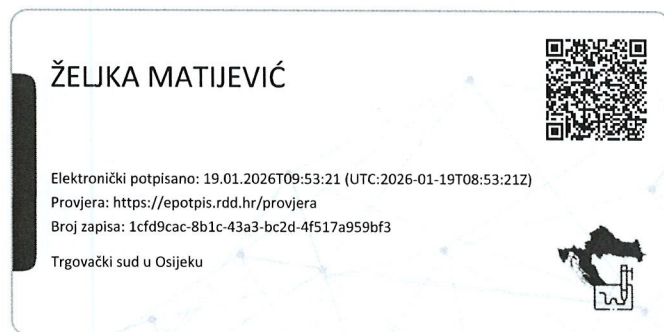 ŽELJKA MATIJEVIĆ
Elektronički potpisano: 19.01.2026T09:53:21 (UTC:2026-01-19T08:53:21Z)
Provjera: https://epotpis.rdd.hr/provjera
Broj zapisa: 1cfd9cac-8b1c-43a3-bc2d-4f517a959bf3
Trgovački sud u Osijeku